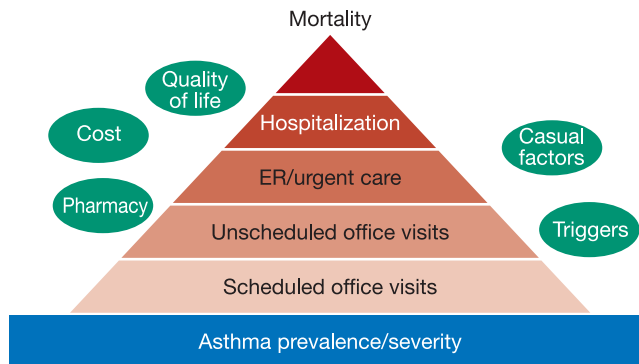 Mortality
Quality
of life
Cost
Hospitalization
Casual
factors
ER/urgent care
Pharmacy
Unscheduled office visits
Triggers
Scheduled office visits
Asthma prevalence/severity